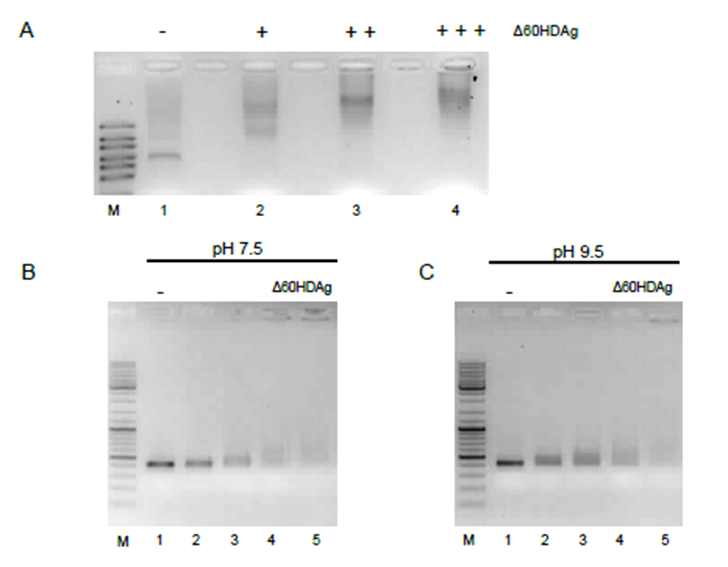 A - + + + + + + Δ60HDAg
M 1 2 3 4
pH 7.5
B - Δ60HDAg
M 1 2 3 4 5
pH 9.5
C - Δ60HDAg
M 1 2 3 4 5